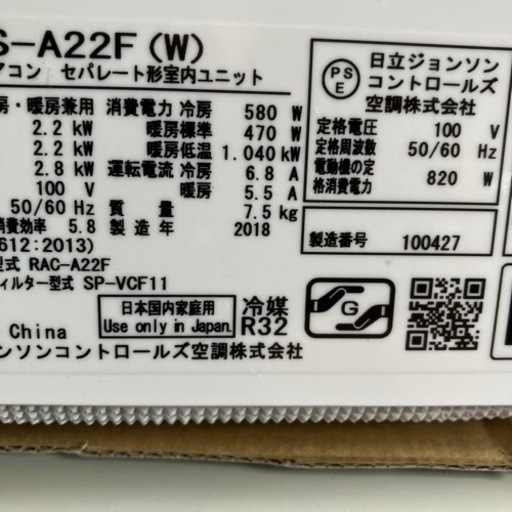 S-A22F (W)
アコン セパレート形室内ユニット
房・暖房兼用 消費電力 冷房 580 W
2.2 kW 暖房標準 470 W
2.2 kW 暖房低温 1.040 kW
2.8 kW 運転電流 冷房 6.8 A
100 V 暖房 5.5 A
50/60 Hz 質量 7.5 kg
消費効率 5.8 製造年 2018
612:2013)
型式 RAC-A22F
ィルター型式 SP-VCF11
日本国内家庭用
Use only in Japan.
冷媒
R32
China
ンソンコントロールズ空調株式会社
PS
E
日立ジョンソン
コントロールズ
空調株式会社
定格電圧 100 V
定格周波数 50/60 Hz
電動機の定
格消費電力 820 W
製造番号 100427
G